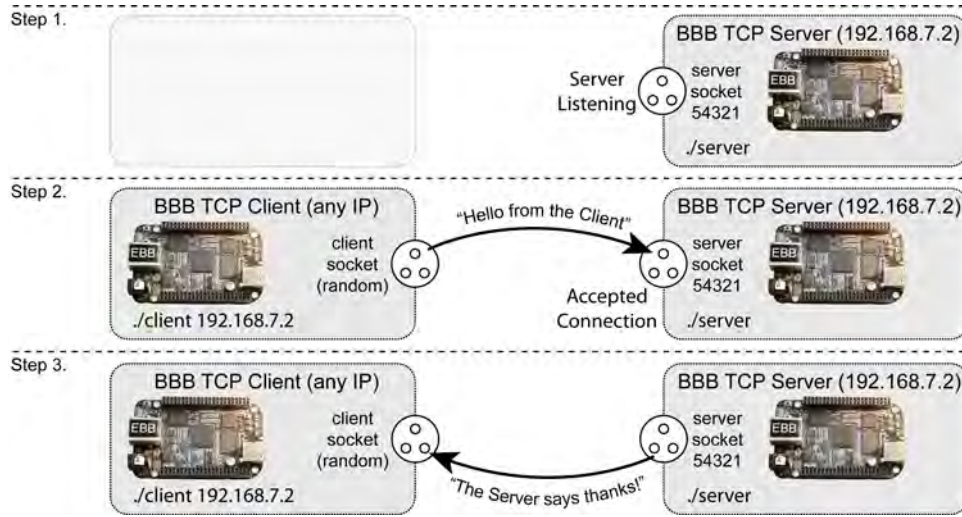 Step 1.
BBB TCP Server (192.168.7.2)
Server
Listening
server
socket
54321
EBB
./server
Step 2.
BBB TCP Client (any IP)
EBB
client
socket
(random)
./client 192.168.7.2
"Hello from the Client"
Accepted
Connection
BBB TCP Server (192.168.7.2)
server
socket
54321
EBB
./server
Step 3.
BBB TCP Client (any IP)
EBB
client
socket
(random)
./client 192.168.7.2
"The Server says thanks!"
BBB TCP Server (192.168.7.2)
server
socket
54321
EBB
./server